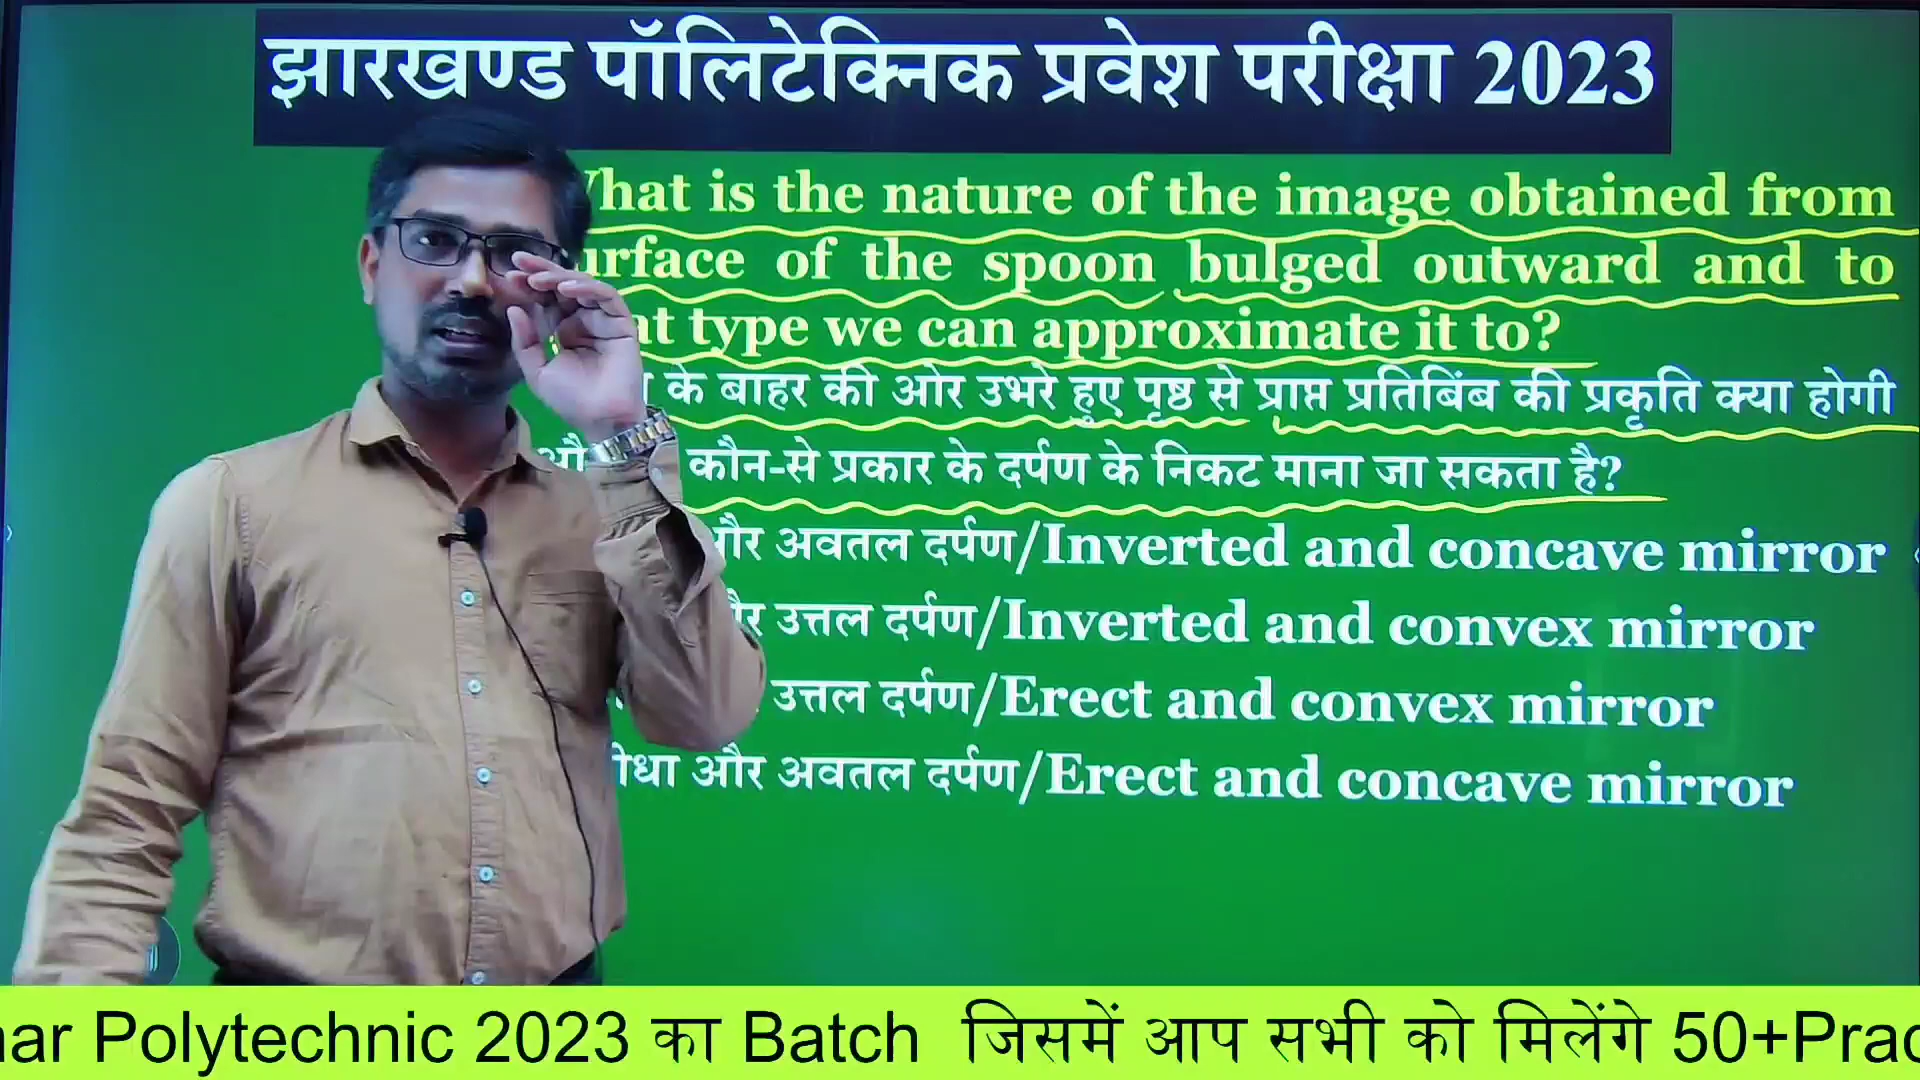 झारखण्ड पॉलिटेक्निक प्रवेश परीक्षा 2023
is the nature of the image obtained from
of the spoon bulged outward and to
type we can approximate it to?
के बाहर की ओर उभरे हुए पृष्ठ से प्राप्त प्रतिबिंब की प्रकृति क्या होगी
कौन-से प्रकार के दर्पण के निकट माना जा सकता है?
और अवतल दर्पण/Inverted and concave mirror
उत्तल दर्पण/Inverted and convex mirror
उत्तल दर्पण/Erect and convex mirror
और अवतल दर्पण/Erect and concave mirror
Polytechnic 2023 का Batch जिसमें आप सभी को मिलेंगे